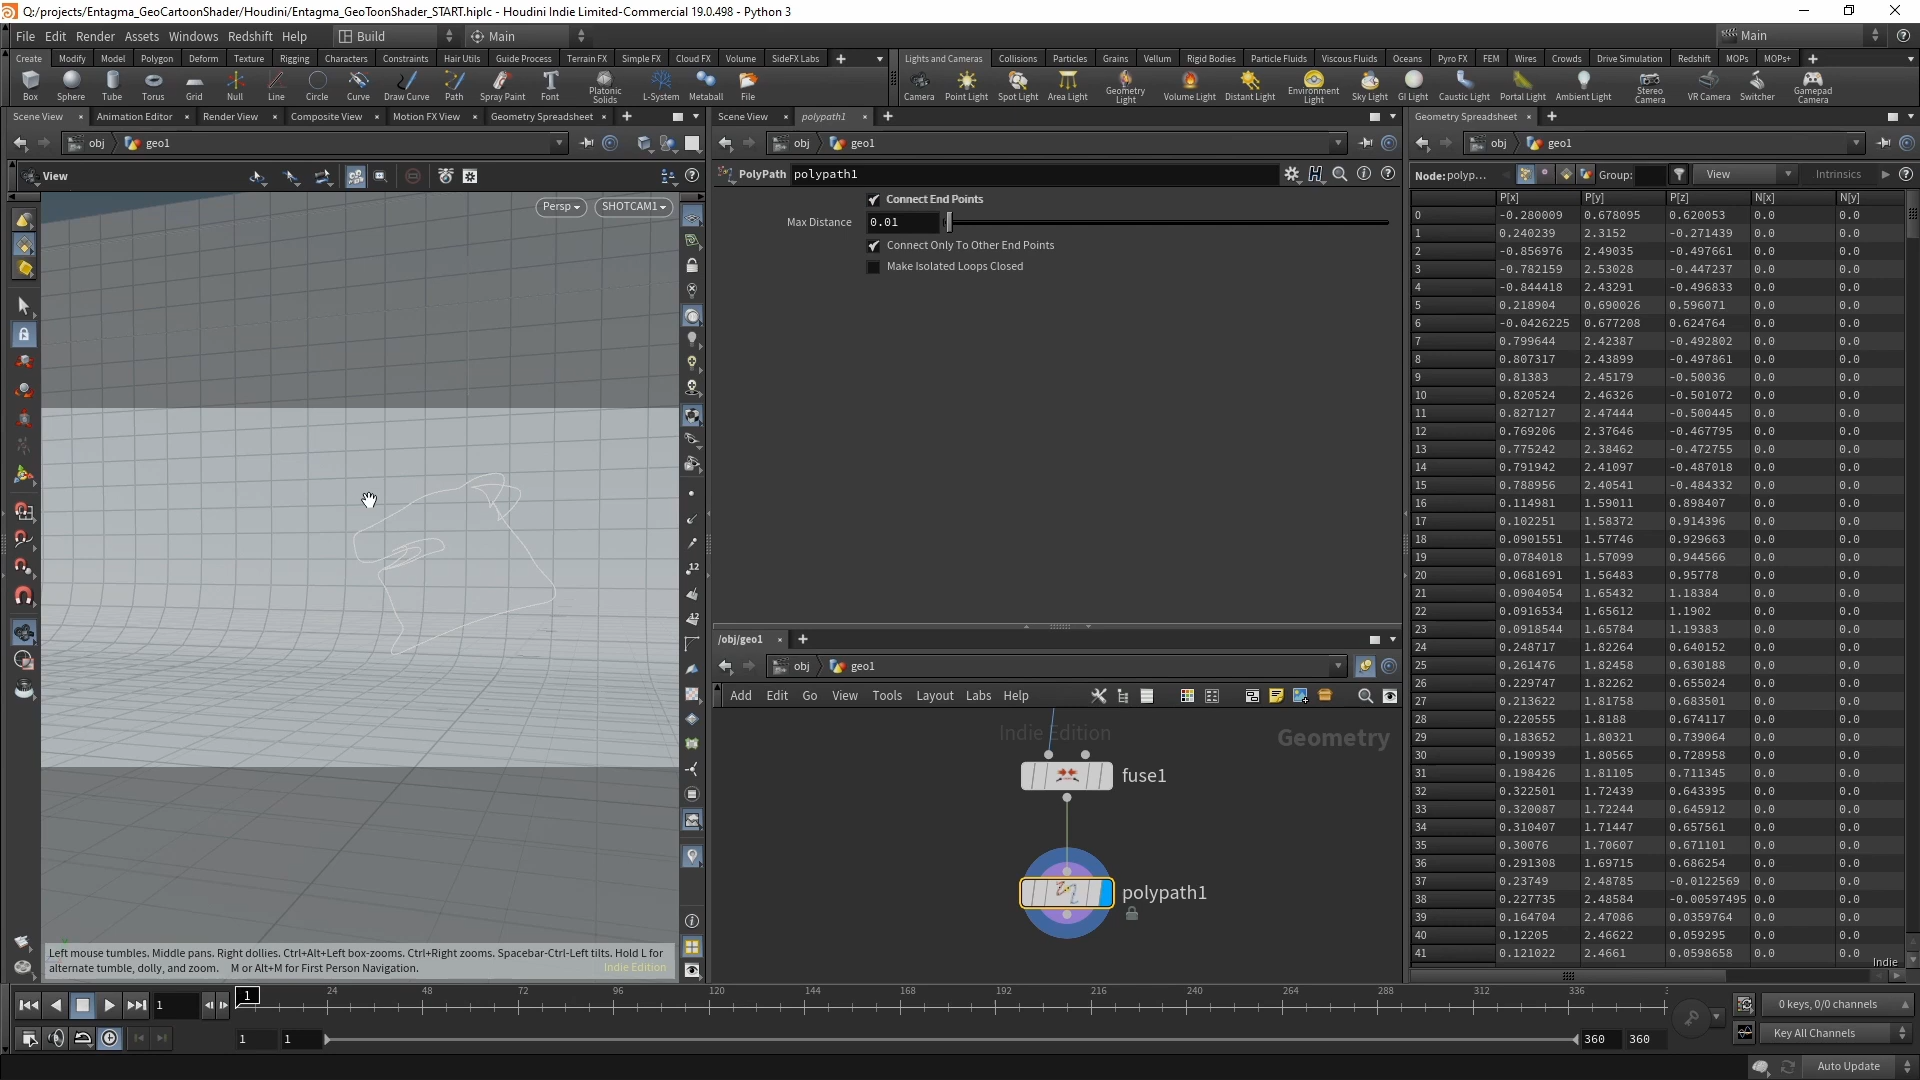 Q:/projects/Entagma_GeoCartoonShader/Houdini/Entagma_GeoToonShader_START.hiplc - Houdini Indie Limited-Commercial 19.0.498 - Python 3
File Edit Render Assets Windows Redshift Help Build Main Main
Create Modify Model Polygon Deform Texture Rigging Characters Constraints Hair Utils Guide Process Terrain FX Simple FX Cloud FX Volume SideFX Labs
Lights and Cameras Collisions Particles Grains Vellum Rigid Bodies Particle Fluids Viscous Fluids Oceans Pyro FX FEM Wires Crowds Drive Simulation Redshift MOPs MOPs+
Box Sphere Tube Torus Grid Null Line Circle Curve Draw Curve Path Spray Paint Font Platonic Solids L-System Metaball File
Camera Point Light Spot Light Area Light Geometry Light Volume Light Distant Light Environment Light Sky Light GI Light Caustic Light Portal Light Ambient Light Stereo Camera VR Camera Switcher Gamepad Camera
Scene View Animation Editor Render View Composite View Motion FX View Geometry Spreadsheet
obj geo1
View
Persp SHOTCAM1
Left mouse tumbles. Middle pans. Right dollies. Ctrl+Alt+Left box-zooms. Ctrl+Right zooms. Spacebar-Ctrl-Left tilts. Hold L for
alternate tumble, dolly, and zoom. M or Alt+M for First Person Navigation.
Indie Edition
Scene View polypath1
obj geo1
PolyPath polypath1
Connect End Points
Max Distance 0.01
Connect Only To Other End Points
Make Isolated Loops Closed
/obj/geo1
obj geo1
Add Edit Go View Tools Layout Labs Help
Indie Edition
Geometry
fuse1
polypath1
Geometry Spreadsheet
obj geo1
Node: polyp... Group: View Intrinsics
P[x] P[y] P[z] N[x] N[y]
0 -0.280009 0.678095 0.620053 0.0 0.0
1 0.240239 2.3152 -0.271439 0.0 0.0
2 -0.856976 2.49035 -0.497661 0.0 0.0
3 -0.782159 2.53028 -0.447237 0.0 0.0
4 -0.844418 2.43291 -0.496833 0.0 0.0
5 0.218904 0.690026 0.596071 0.0 0.0
6 -0.0426225 0.677208 0.624764 0.0 0.0
7 0.799644 2.42387 -0.492802 0.0 0.0
8 0.807317 2.43899 -0.497861 0.0 0.0
9 0.81383 2.45179 -0.50036 0.0 0.0
10 0.820524 2.46326 -0.501072 0.0 0.0
11 0.827127 2.47444 -0.500445 0.0 0.0
12 0.769206 2.37646 -0.467795 0.0 0.0
13 0.775242 2.38462 -0.472755 0.0 0.0
14 0.791942 2.41097 -0.487018 0.0 0.0
15 0.788956 2.40541 -0.484332 0.0 0.0
16 0.114981 1.59011 0.898407 0.0 0.0
17 0.102251 1.58372 0.914396 0.0 0.0
18 0.0901551 1.57746 0.929663 0.0 0.0
19 0.0784018 1.57099 0.944566 0.0 0.0
20 0.0681691 1.56483 0.95778 0.0 0.0
21 0.0904054 1.65432 1.18384 0.0 0.0
22 0.0916534 1.65612 1.1902 0.0 0.0
23 0.0918544 1.65784 1.19383 0.0 0.0
24 0.248717 1.82264 0.640152 0.0 0.0
25 0.261476 1.82458 0.630188 0.0 0.0
26 0.229747 1.82262 0.655024 0.0 0.0
27 0.213622 1.81758 0.683501 0.0 0.0
28 0.220555 1.8188 0.674117 0.0 0.0
29 0.183652 1.80321 0.739064 0.0 0.0
30 0.190939 1.80565 0.728958 0.0 0.0
31 0.198426 1.81105 0.711345 0.0 0.0
32 0.322501 1.72439 0.643395 0.0 0.0
33 0.320087 1.72244 0.645912 0.0 0.0
34 0.310407 1.71447 0.657561 0.0 0.0
35 0.30076 1.70607 0.671101 0.0 0.0
36 0.291308 1.69715 0.686254 0.0 0.0
37 0.23749 2.48785 -0.0122569 0.0 0.0
38 0.227735 2.48584 -0.00597495 0.0 0.0
39 0.164704 2.47086 0.0359764 0.0 0.0
40 0.12205 2.46622 0.059295 0.0 0.0
41 0.121022 2.4661 0.0598658 0.0 0.0
Indie
1 1 24 48 72 96 120 144 168 192 216 240 264 288 312 336
0 keys, 0/0 channels
1 1 360 360
Key All Channels
Auto Update